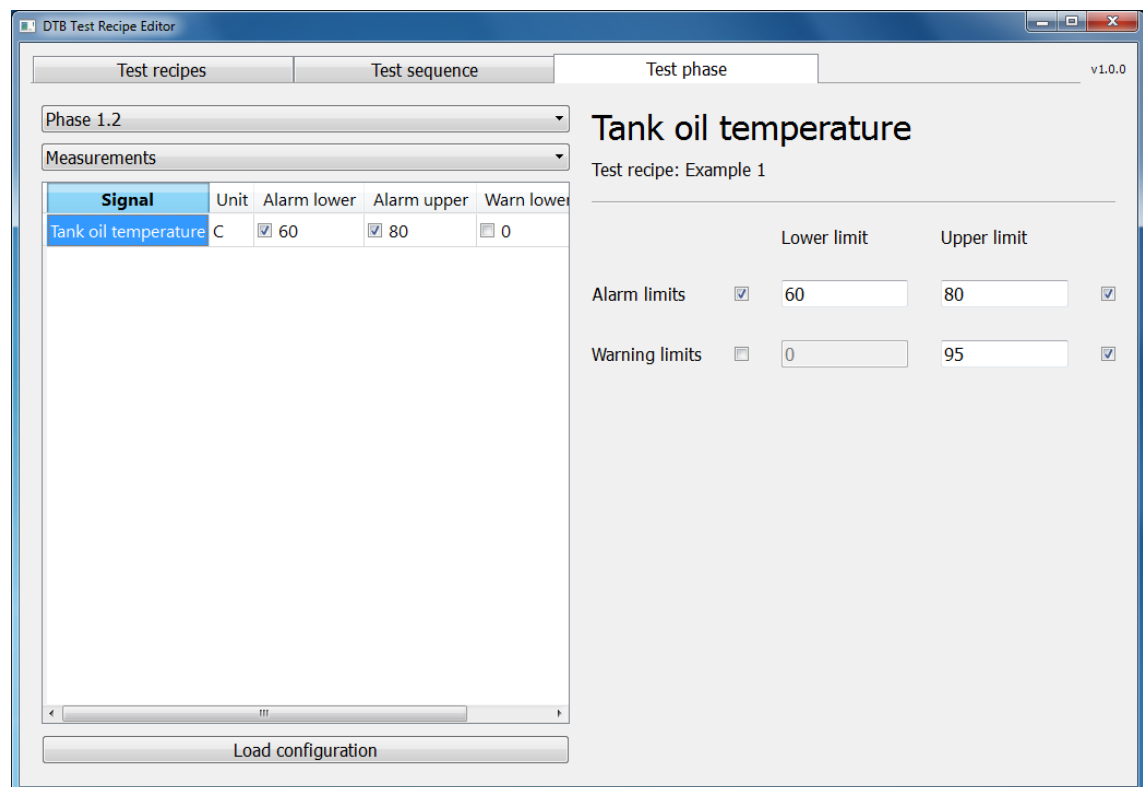 DTB Test Recipe Editor
Test recipes Test sequence Test phase v1.0.0
Phase 1.2
Measurements
Signal Unit Alarm lower Alarm upper Warn lower
Tank oil temperature C 60 80 0
Load configuration
Tank oil temperature
Test recipe: Example 1
Lower limit Upper limit
Alarm limits 60 80
Warning limits 0 95